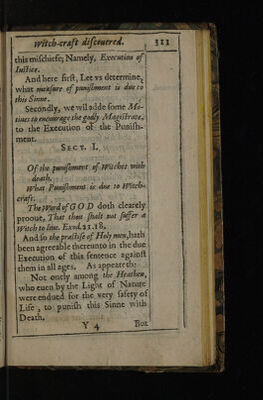 Witch-craft discouered. 311
this mischiefe; Namely, Execution of
Iustice.
And here first, Let vs determine,
what measure of punishment is due to
this Sinne.
Secondly, we wil adde some Mo-
tiues to encourage the godly Magistrate,
to the Execution of the Punish-
ment.
SECT. I.
Of the punishment of Witches with
death.
What Punishment is due to Witch-
craft.
The Word of GOD doth clearely
prooue, That thou shalt not suffer a
Witch to liue. Exod. 22.18.
And so the practise of Holy men, hath
been agreeable thereunto in the due
Execution of this sentence against
them in all ages. As appeareth:
Not onely among the Heathen,
who euen by the Light of Nature
were endued for the very safety of
Life, to punish this Sinne with
Death.
Y 4 But